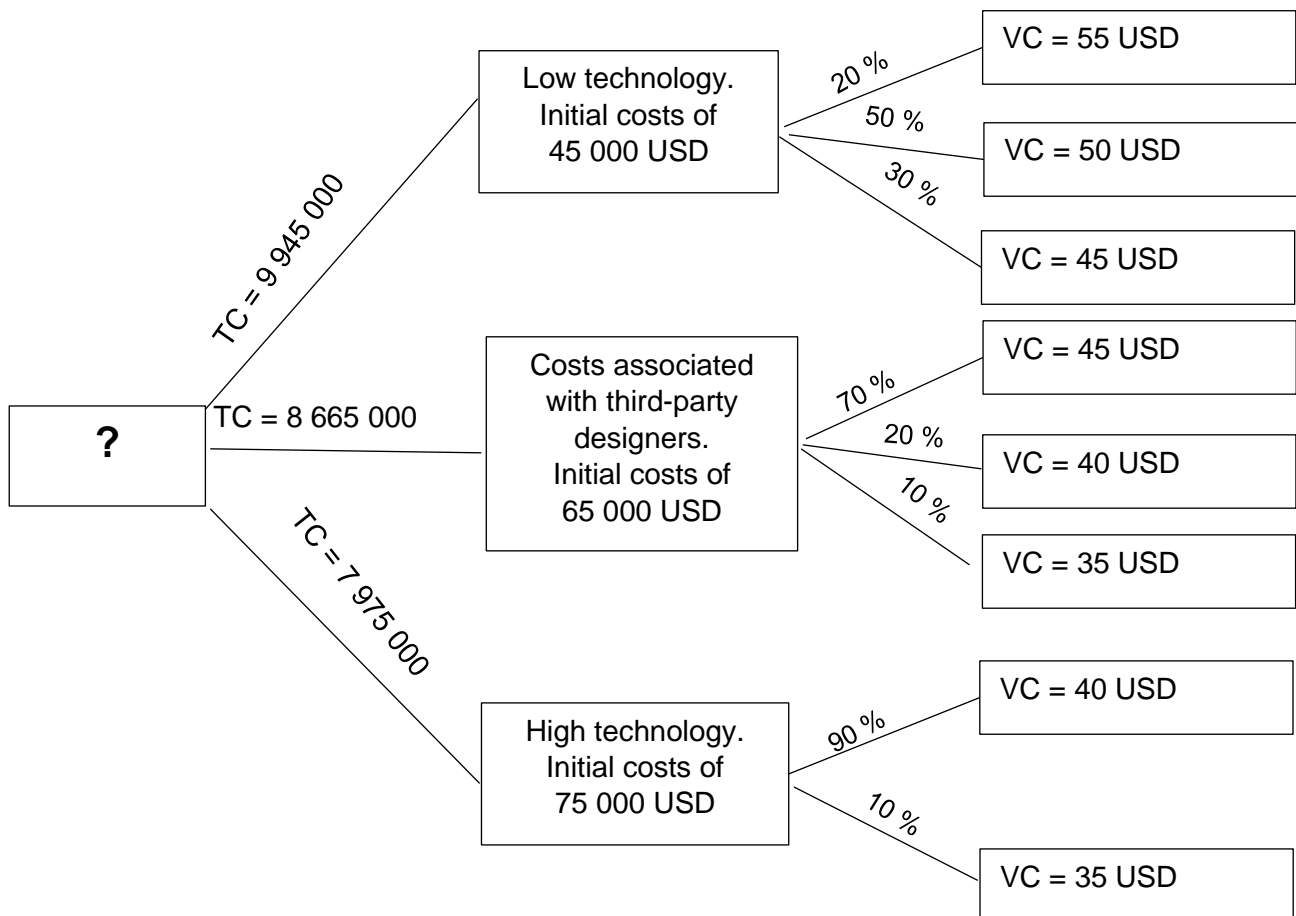 Low technology.
Initial costs of
45 000 USD
20 %
50 %
30 %
VC = 55 USD
VC = 50 USD
VC = 45 USD
TC = 9 945 000
?
TC = 8 665 000
Costs associated
with third-party
designers.
Initial costs of
65 000 USD
70 %
20 %
10 %
VC = 45 USD
VC = 40 USD
VC = 35 USD
TC = 7 975 000
High technology.
Initial costs of
75 000 USD
90 %
10 %
VC = 40 USD
VC = 35 USD